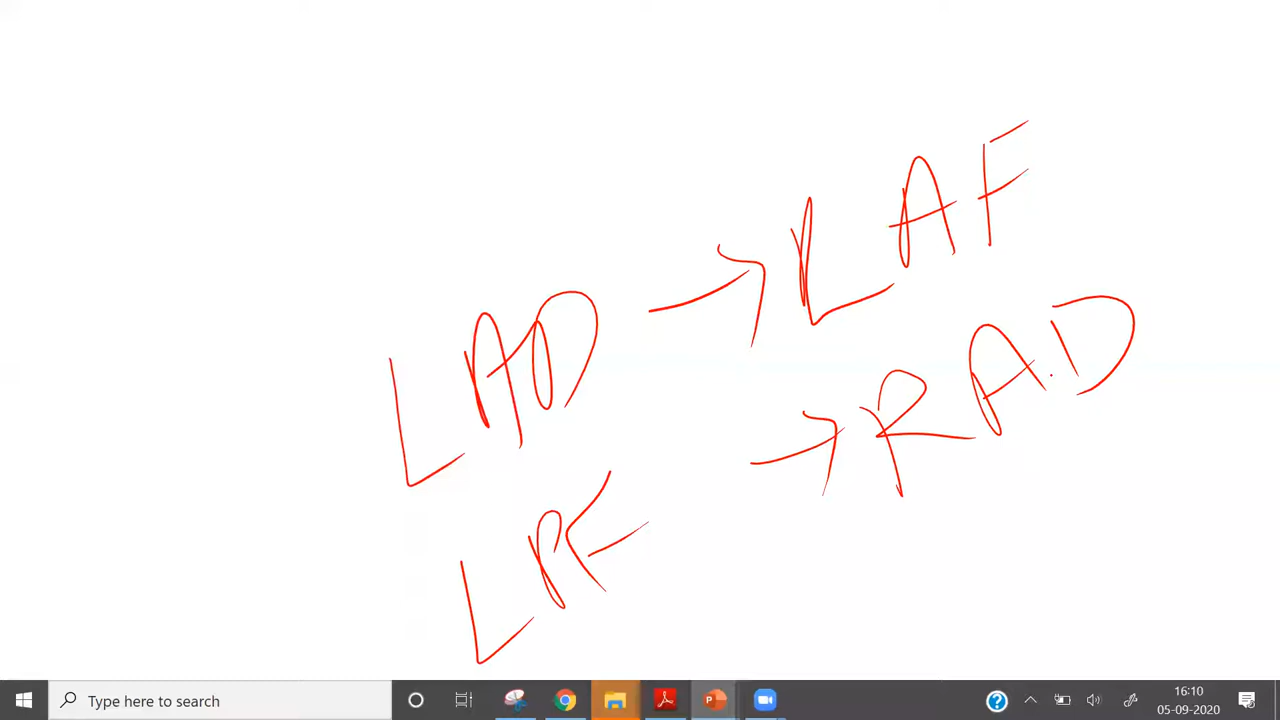 LAD → LAF
LPF → RAD
Type here to search
16:10
05-09-2020